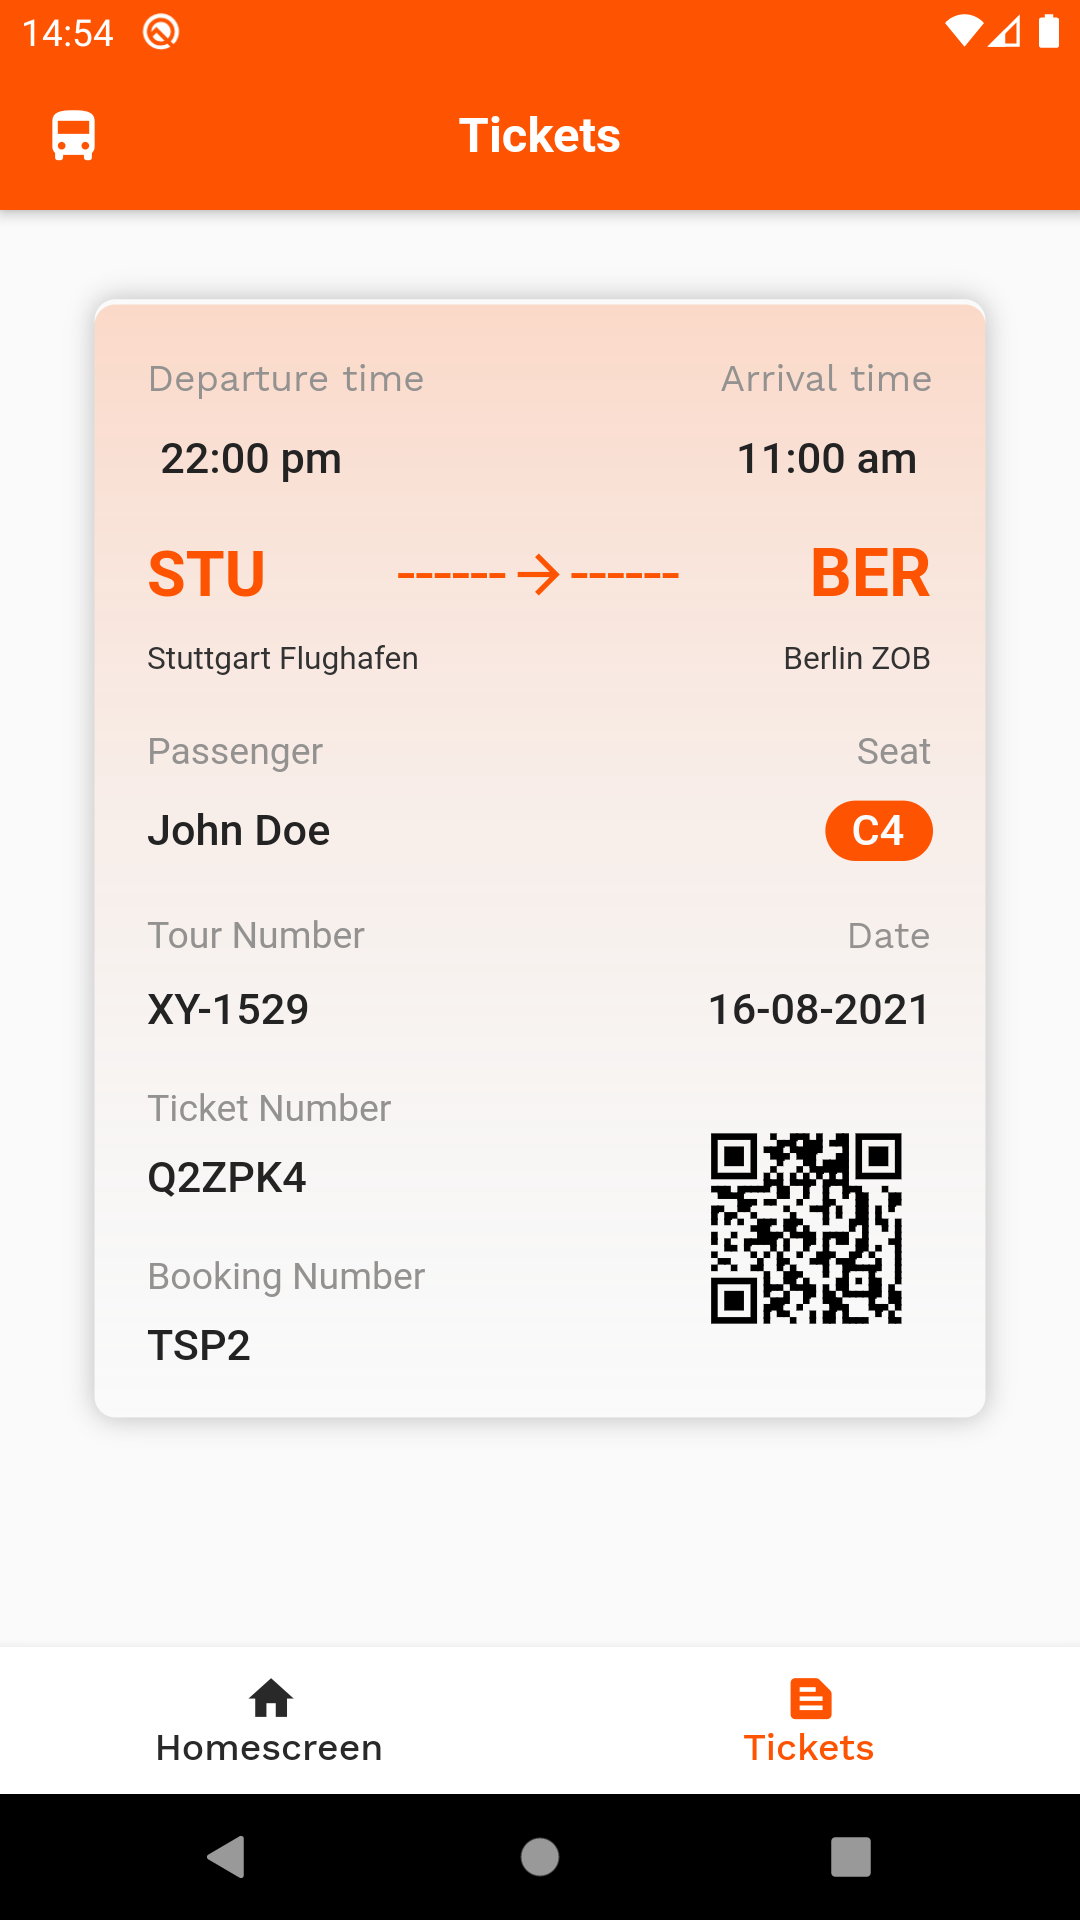 14:54
Tickets
Departure time Arrival time
22:00 pm 11:00 am
STU ------→------ BER
Stuttgart Flughafen Berlin ZOB
Passenger Seat
John Doe C4
Tour Number Date
XY-1529 16-08-2021
Ticket Number
Q2ZPK4
Booking Number
TSP2
Homescreen Tickets